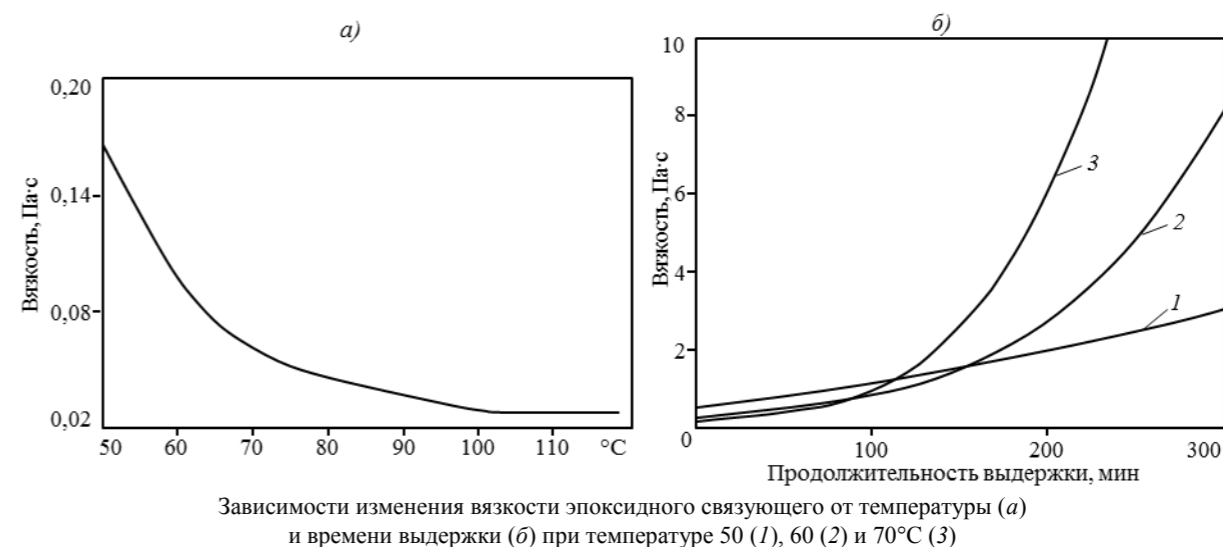 а)
Вязкость, Па·с
0,20
0,14
0,08
0,02
50 60 70 80 90 100 110 °С
б)
Вязкость, Па·с
10
8
6
4
2
0
3
2
1
100 200 300
Продолжительность выдержки, мин
Зависимости изменения вязкости эпоксидного связующего от температуры (а)
и времени выдержки (б) при температуре 50 (1), 60 (2) и 70°С (3)